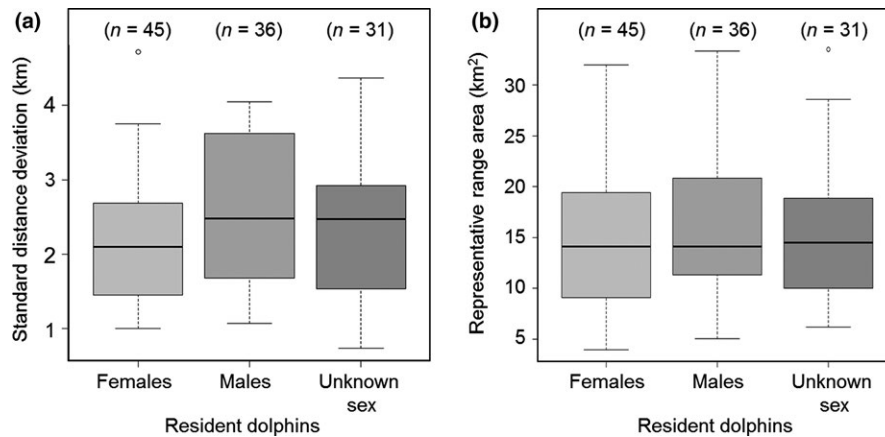 (a)
(n = 45) (n = 36) (n = 31)
Standard distance deviation (km)
4
3
2
1
Females Males Unknown sex
Resident dolphins
(b)
(n = 45) (n = 36) (n = 31)
Representative range area (km²)
30
25
20
15
10
5
Females Males Unknown sex
Resident dolphins